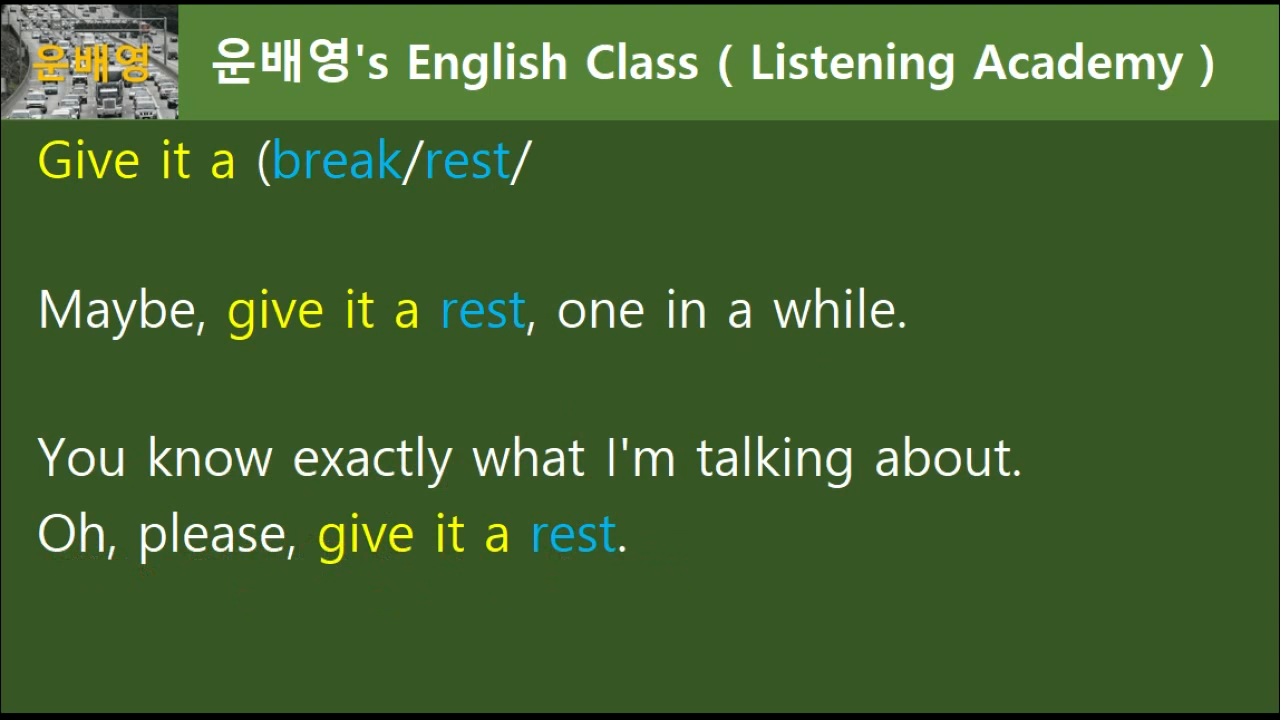 운배영
운배영's English Class ( Listening Academy )
Give it a (break/rest/
Maybe, give it a rest, one in a while.
You know exactly what I'm talking about.
Oh, please, give it a rest.